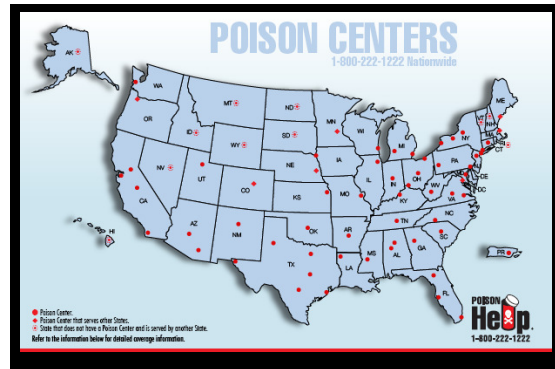 POISON CENTERS
1-800-222-1222 Nationwide
AK
WA
MT
ND
MN
ME
VT
NH
OR
ID
SD
WI
MI
NY
MA
RI
CT
WY
NE
IA
PA
NJ
NV
UT
CO
IL
IN
OH
DE
DC
CA
KS
MO
KY
WV
VA
HI
AZ
NM
OK
AR
TN
NC
SC
TX
LA
MS
AL
GA
FL
PR
Poison Center.
Poison Center that serves other States.
State that does not have a Poison Center and is served by another State.
Refer to the information below for detailed coverage information.
POISON
Help
1-800-222-1222